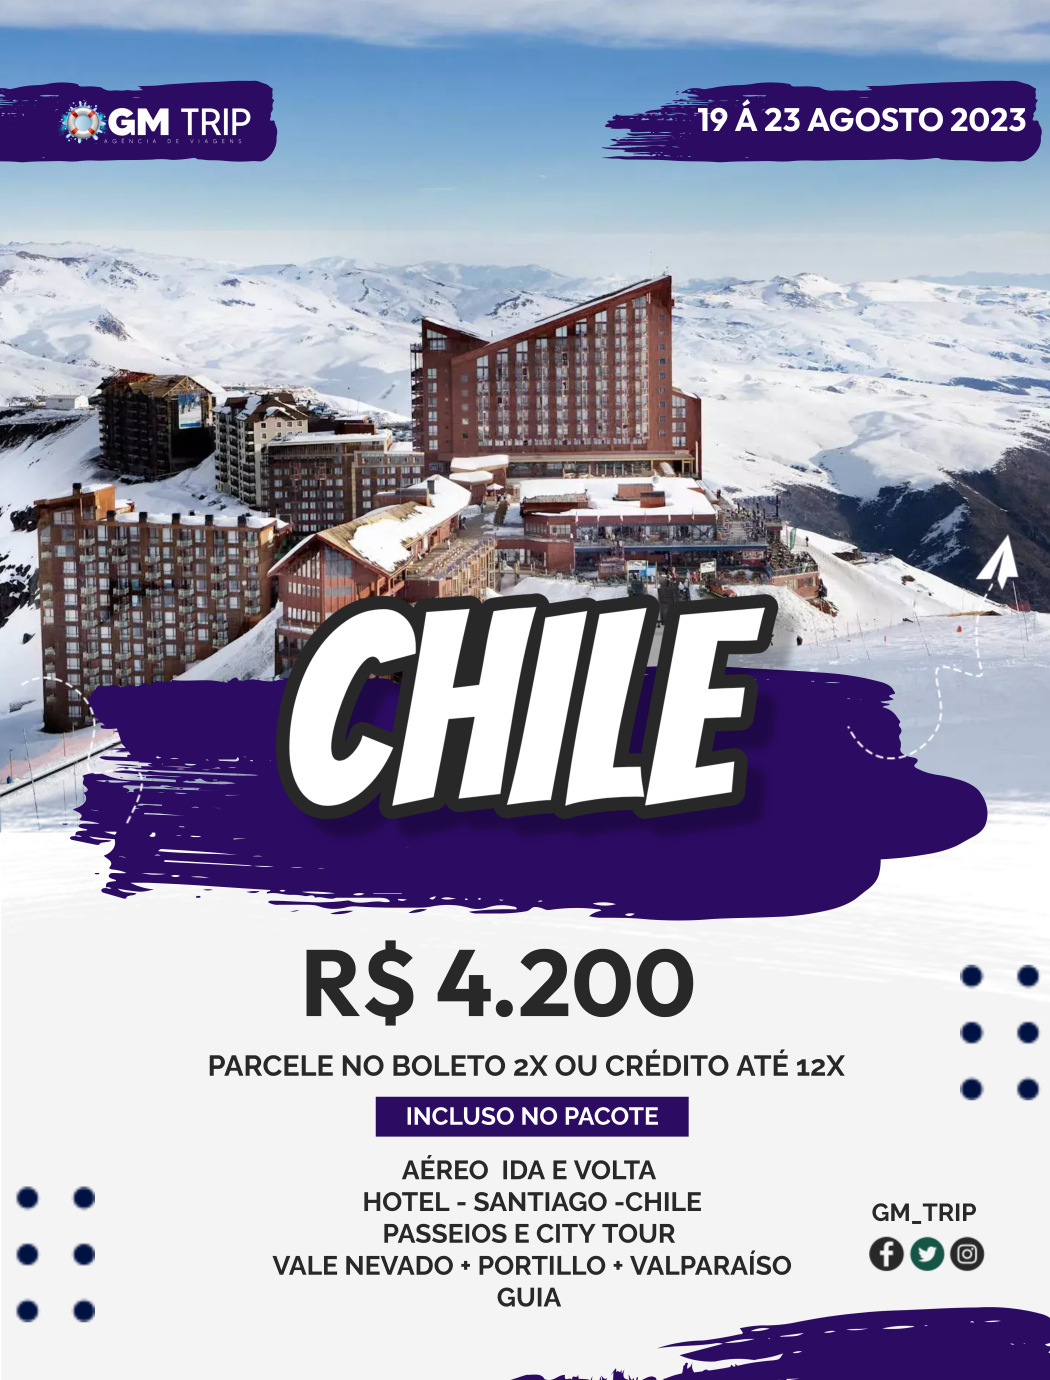 GM TRIP
AGÊNCIA DE VIAGENS
19 Á 23 AGOSTO 2023
CHILE
R$ 4.200
PARCELE NO BOLETO 2X OU CRÉDITO ATÉ 12X
INCLUSO NO PACOTE
AÉREO IDA E VOLTA
HOTEL - SANTIAGO -CHILE
PASSEIOS E CITY TOUR
VALE NEVADO + PORTILLO + VALPARAÍSO
GUIA
GM_TRIP